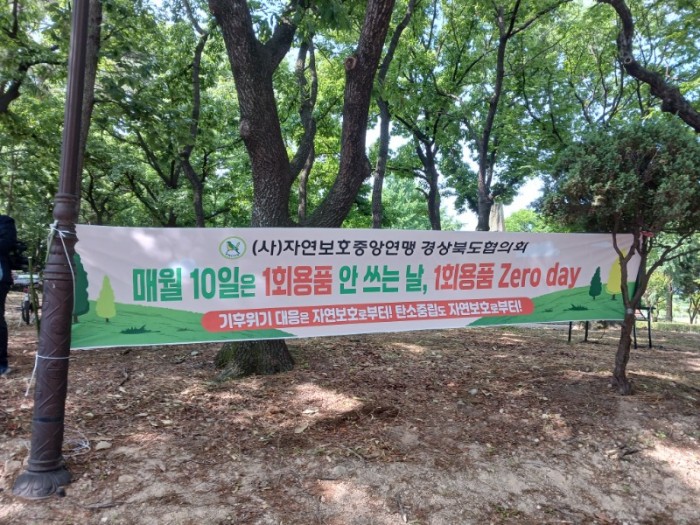 (사)자연보호중앙연맹 경상북도협의회
매월 10일은 1회용품 안 쓰는 날, 1회용품 Zero day
기후위기 대응은 자연보호로부터! 탄소중립도 자연보호로부터!